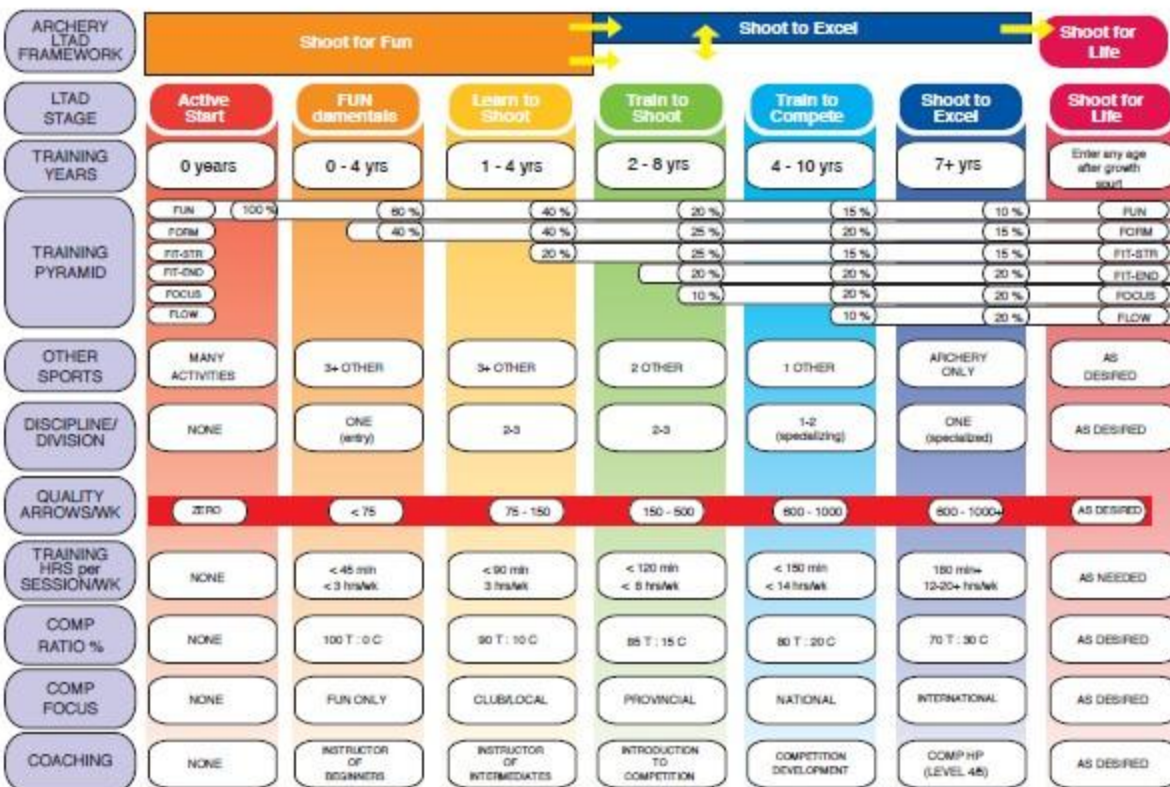 ARCHERY
LTAD
FRAMEWORK
Shoot for Fun
Shoot to Excel
Shoot for
Life
LTAD
STAGE
Active
Start
FUN
damentals
Learn to
Shoot
Train to
Shoot
Train to
Compete
Shoot to
Excel
Shoot for
Life
TRAINING
YEARS
0 years
0 - 4 yrs
1 - 4 yrs
2 - 8 yrs
4 - 10 yrs
7+ yrs
Enter any age
after growth
spurt
TRAINING
PYRAMID
FUN 100 % 60 % 40 % 20 % 15 % 10 % FUN
FORM 40 % 40 % 25 % 20 % 15 % FORM
FIT-STR 20 % 25 % 15 % 15 % FIT-STR
FIT-END 20 % 20 % 20 % FIT-END
FOCUS 10 % 20 % 20 % FOCUS
FLOW 10 % 20 % FLOW
OTHER
SPORTS
MANY
ACTIVITIES
3+ OTHER
3+ OTHER
2 OTHER
1 OTHER
ARCHERY
ONLY
AS
DESIRED
DISCIPLINE/
DIVISION
NONE
ONE
(entry)
2-3
2-3
1-2
(specializing)
ONE
(specialized)
AS DESIRED
QUALITY
ARROWS/WK
ZERO
< 75
75 - 150
150 - 500
600 - 1000
600 - 1000+
AS DESIRED
TRAINING
HRS per
SESSION/WK
NONE
< 45 min
< 3 hrs/wk
< 90 min
3 hrs/wk
< 120 min
< hrs/wk
< min
< 14 hrs/wk
min+
12-20+ hrs/wk
AS NEEDED
COMP
RATIO %
NONE
100 T : 0 C
90 T : 10 C
85 T : 15 C
80 T : 20 C
70 T : 30 C
AS DESIRED
COMP
FOCUS
NONE
FUN ONLY
CLUB/LOCAL
PROVINCIAL
NATIONAL
INTERNATIONAL
AS DESIRED
COACHING
NONE
INSTRUCTOR
OF
BEGINNERS
INSTRUCTOR
OF
INTERMEDIATES
INTRODUCTION
TO
COMPETITION
COMPETITION
DEVELOPMENT
COMP HP
(LEVEL 4/5)
AS DESIRED